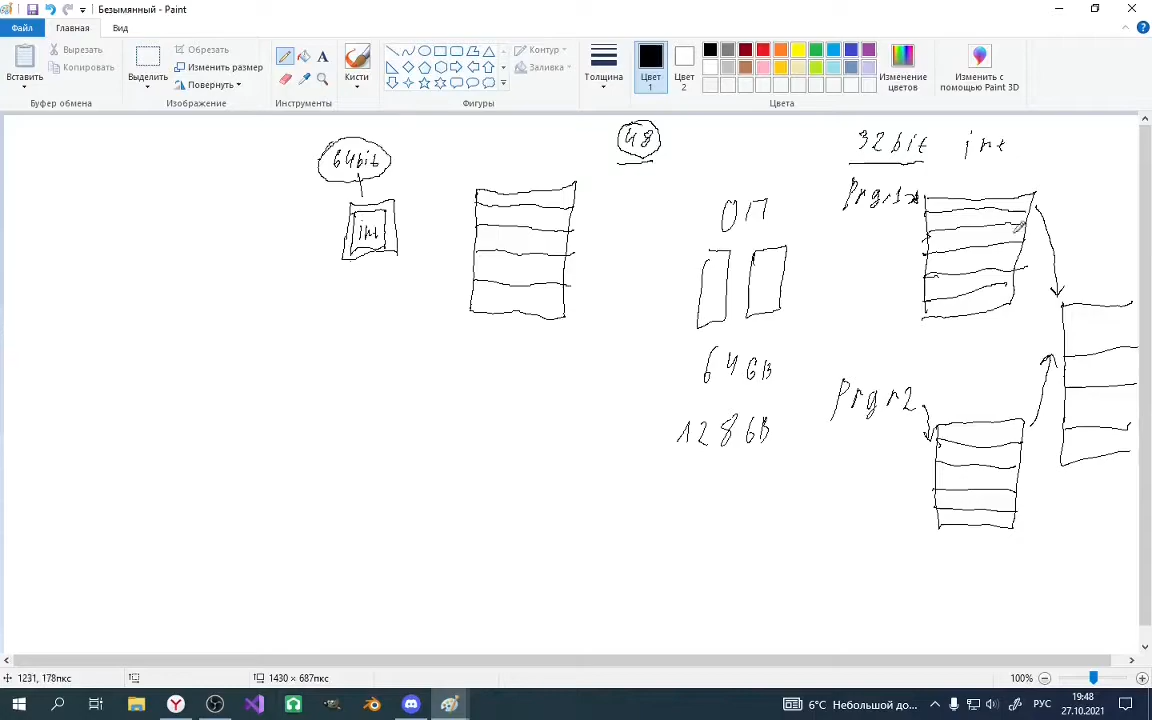 Безымянный - Paint
Файл Главная Вид
Вставить
Вырезать
Копировать
Буфер обмена
Выделить
Обрезать
Изменить размер
Повернуть
Изображение
Инструменты
Кисти
Фигуры
Контур
Заливка
Толщина
Цвет 1
Цвет 2
Изменение цветов
Цвета
Изменить с помощью Paint 3D
64bit
int
48
ОП
64GB
128GB
32bit int
Prgr1
Prgr2
1231, 178пкс
1430 × 687пкс
100%
6°C Небольшой до...
РУС
19:48
27.10.2021